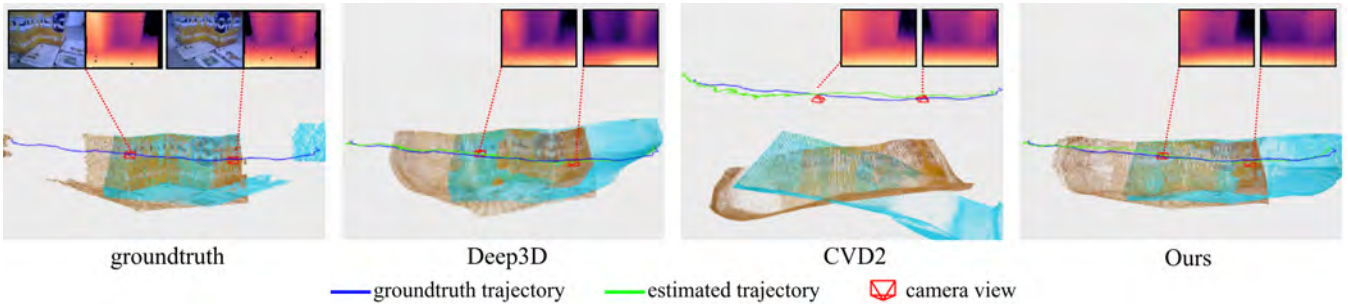 groundtruth
Deep3D
CVD2
Ours
groundtruth trajectory
estimated trajectory
camera view